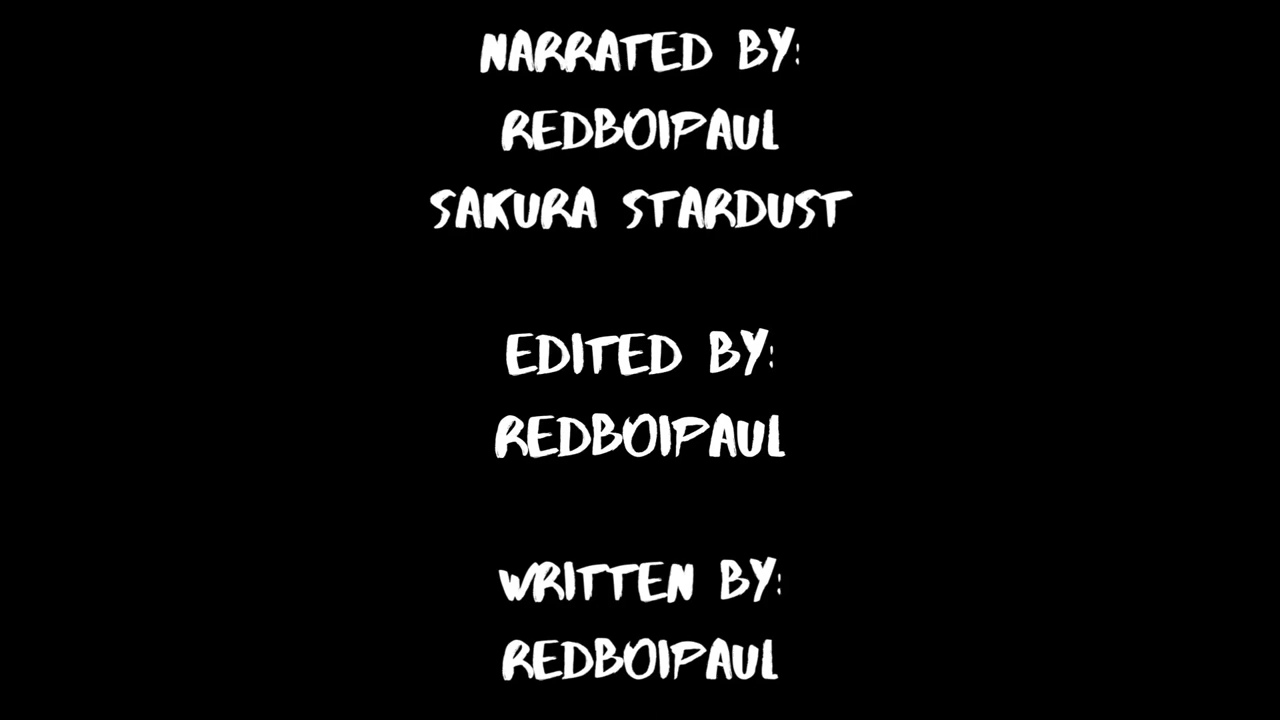 NARRATED BY:
REDBOIPAUL
SAKURA STARDUST
EDITED BY:
REDBOIPAUL
WRITTEN BY:
REDBOIPAUL